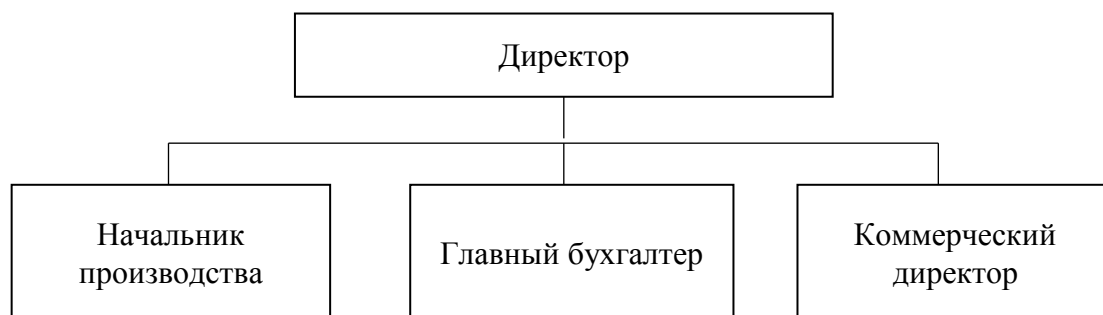 Директор
Начальник
производства
Главный бухгалтер
Коммерческий
директор